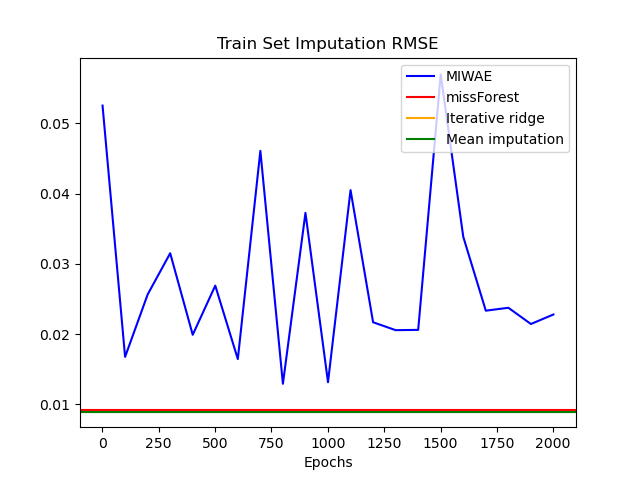 Train Set Imputation RMSE
MIWAE
missForest
Iterative ridge
Mean imputation
0.05
0.04
0.03
0.02
0.01
0 250 500 750 1000 1250 1500 1750 2000
Epochs